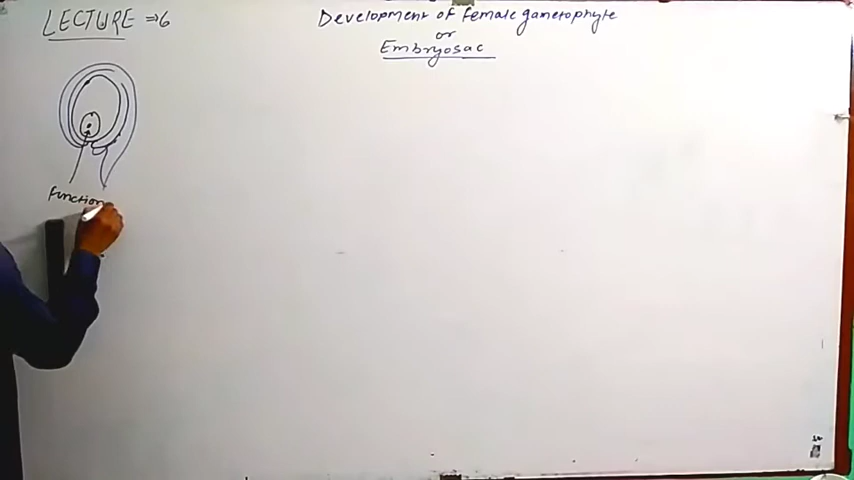 LECTURE ⇒ 6
Development of female gametophyte
or
Embryosac
function